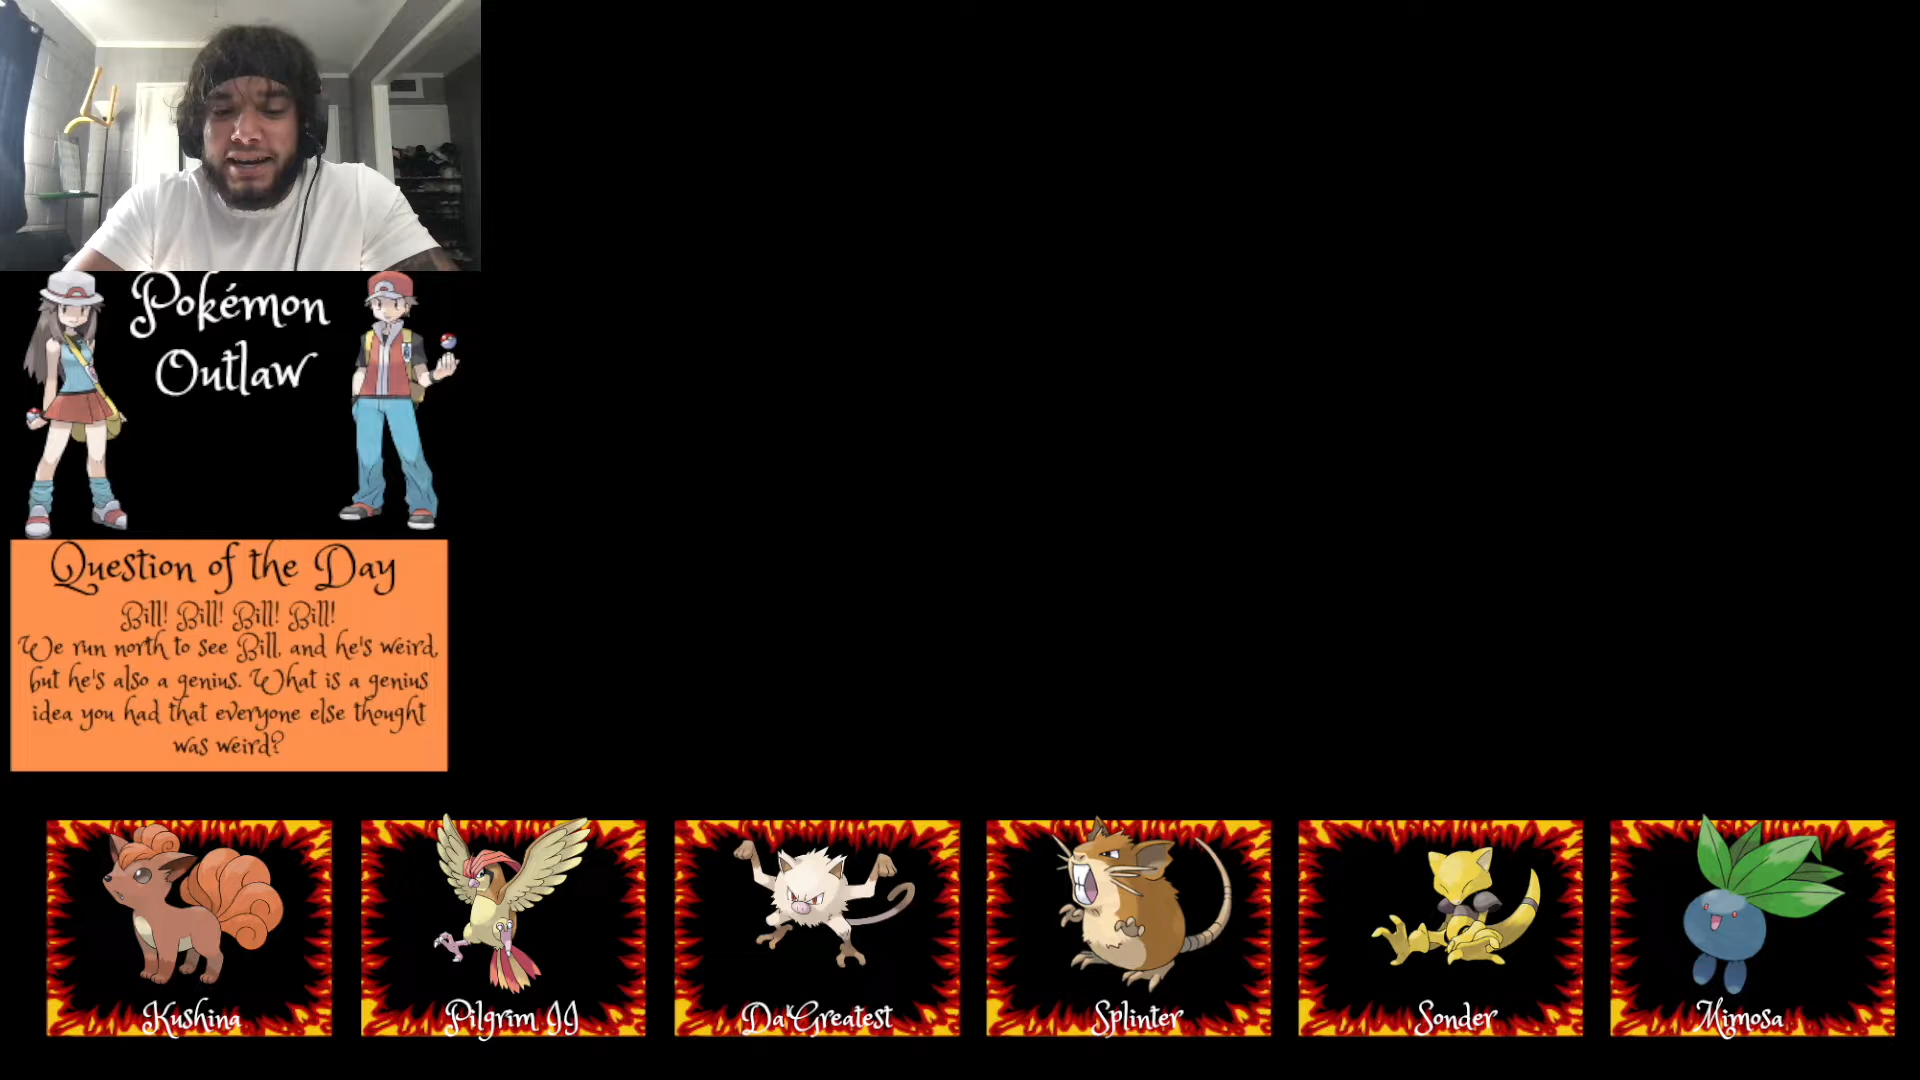 Pokémon
Outlaw
Question of the Day
Bill! Bill! Bill! Bill!
We run north to see Bill, and he's weird,
but he's also a genius. What is a genius
idea you had that everyone else thought
was weird?
Kushina
Pilgrim II
Da'Greatest
Splinter
Sonder
Mimosa